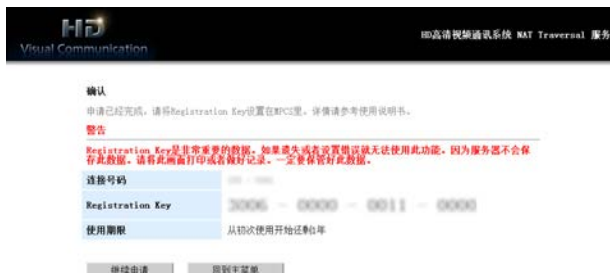 HD
Visual Communication
HD高清视频通讯系统 NAT Traversal 服务
确认
申请已经完成。请将Registration Key设置在MPCS里。详情请参考使用说明书。
警告
Registration Key是非常重要的数据。如果遗失或者设置错误就无法使用此功能。因为服务器不会保
存此数据。请将此画面打印或者做好记录。一定要保管好此数据。
连接号码
Registration Key
使用期限 从初次使用开始还剩1年
继续申请 回到主菜单